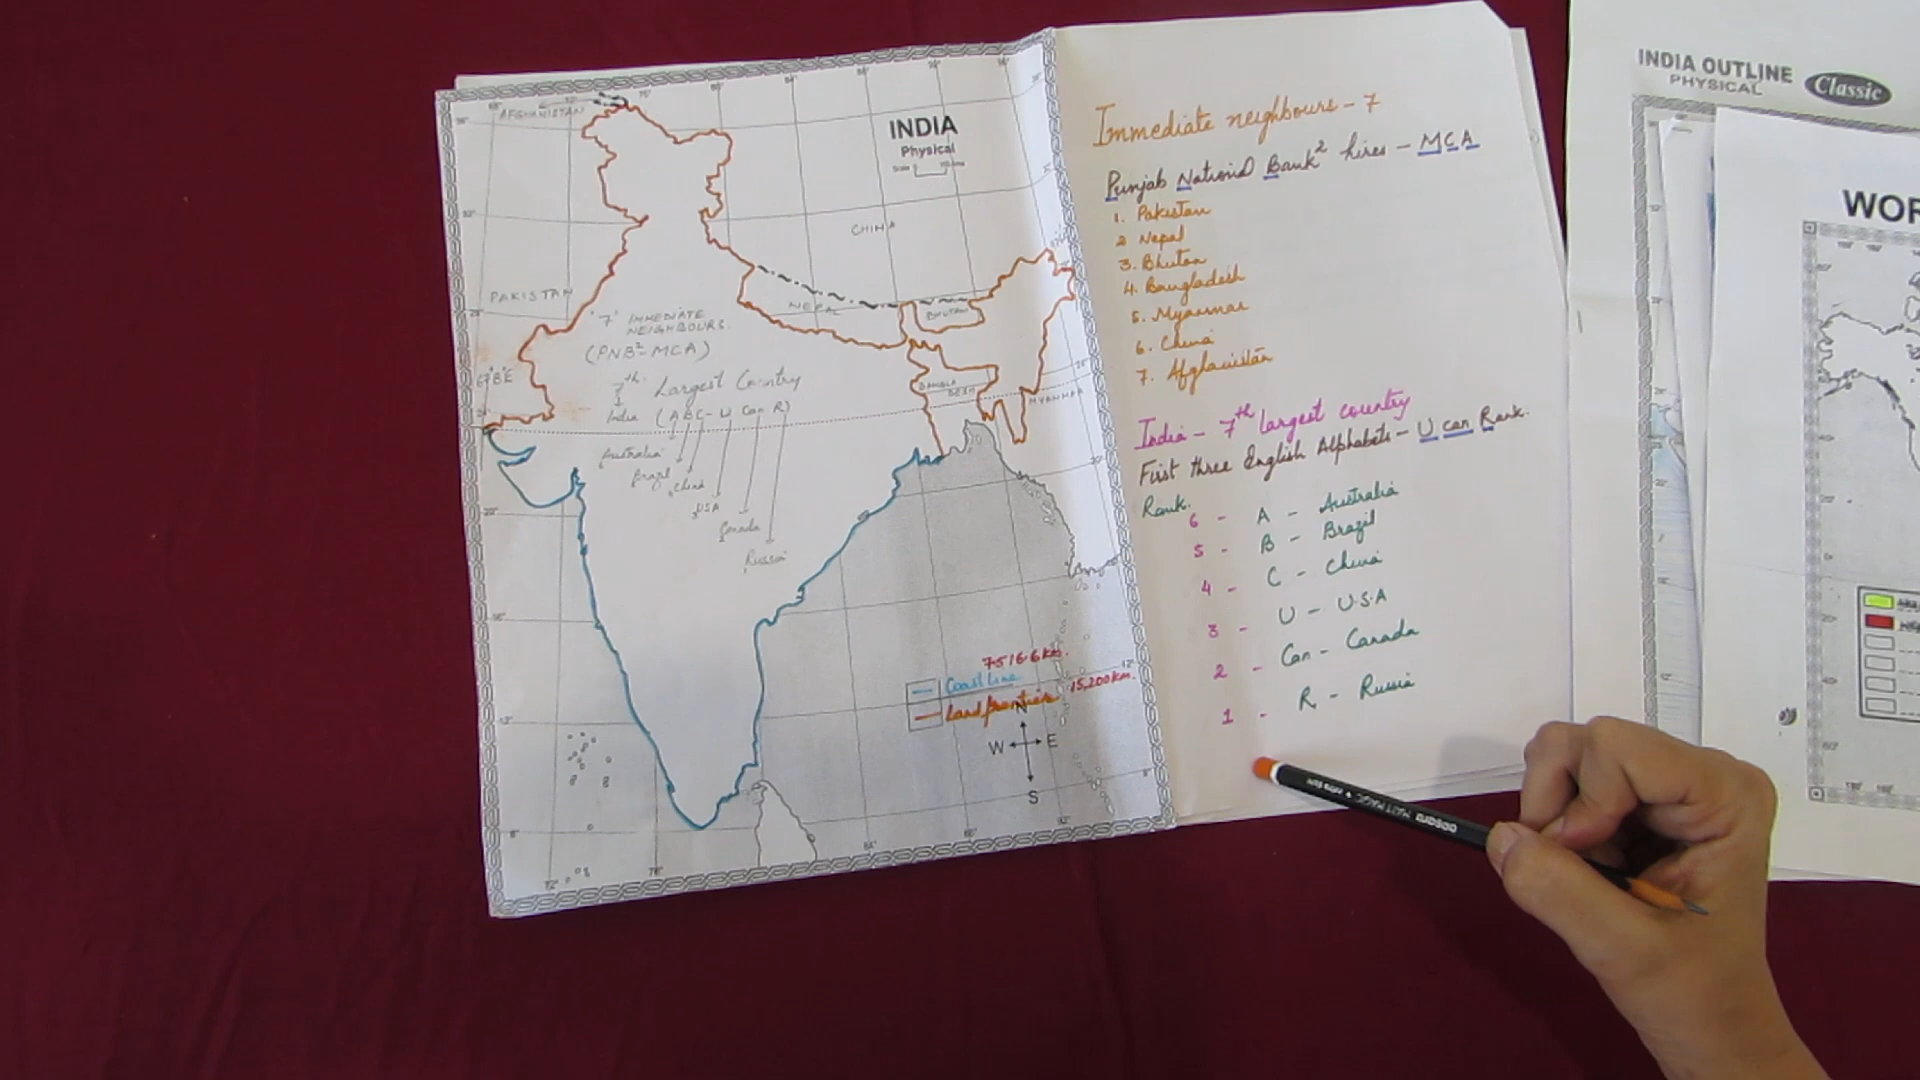 AFGHANISTAN
INDIA
Physical
CHINA
PAKISTAN
NEPAL
BHUTAN
'7' IMMEDIATE
NEIGHBOURS.
(PNB²-MCA)
7th Largest Country
India (ABC- U Can R)
BANGLA
DESH
MYANMAR
Australia
Brazil
China
USA
Canada
Russia
7516.6 km.
Coastline
Land frontier 15,200km.
N
W E
S
Immediate neighbours - 7
Punjab National Bank² hires - MCA
1. Pakistan
2 Nepal
3. Bhutan
4. Bangladesh
5. Myanmar
6. China
7. Afghanistan
India - 7th largest country
First three English Alphabets - U can Rank.
Rank.
6 - A - Australia
5 - B - Brazil
4 - C - China
3 - U - U.S.A
2 - Can - Canada
1 - R - Russia
DOMS
INDIA OUTLINE
PHYSICAL
Classic
WOR